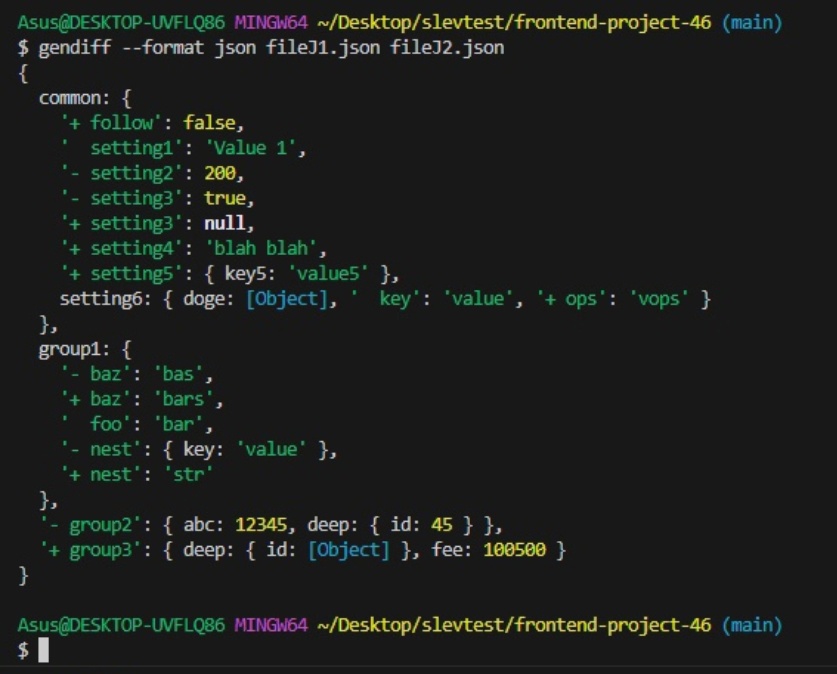 Asus@DESKTOP-UVFLQ86 MINGW64 ~/Desktop/slevtest/frontend-project-46 (main)
$ gendiff --format json fileJ1.json fileJ2.json
{
  common: {
    '+ follow': false,
    '  setting1': 'Value 1',
    '- setting2': 200,
    '- setting3': true,
    '+ setting3': null,
    '+ setting4': 'blah blah',
    '+ setting5': { key5: 'value5' },
    setting6: { doge: [Object], '  key': 'value', '+ ops': 'vops' }
  },
  group1: {
    '- baz': 'bas',
    '+ baz': 'bars',
    '  foo': 'bar',
    '- nest': { key: 'value' },
    '+ nest': 'str'
  },
  '- group2': { abc: 12345, deep: { id: 45 } },
  '+ group3': { deep: { id: [Object] }, fee: 100500 }
}
Asus@DESKTOP-UVFLQ86 MINGW64 ~/Desktop/slevtest/frontend-project-46 (main)
$